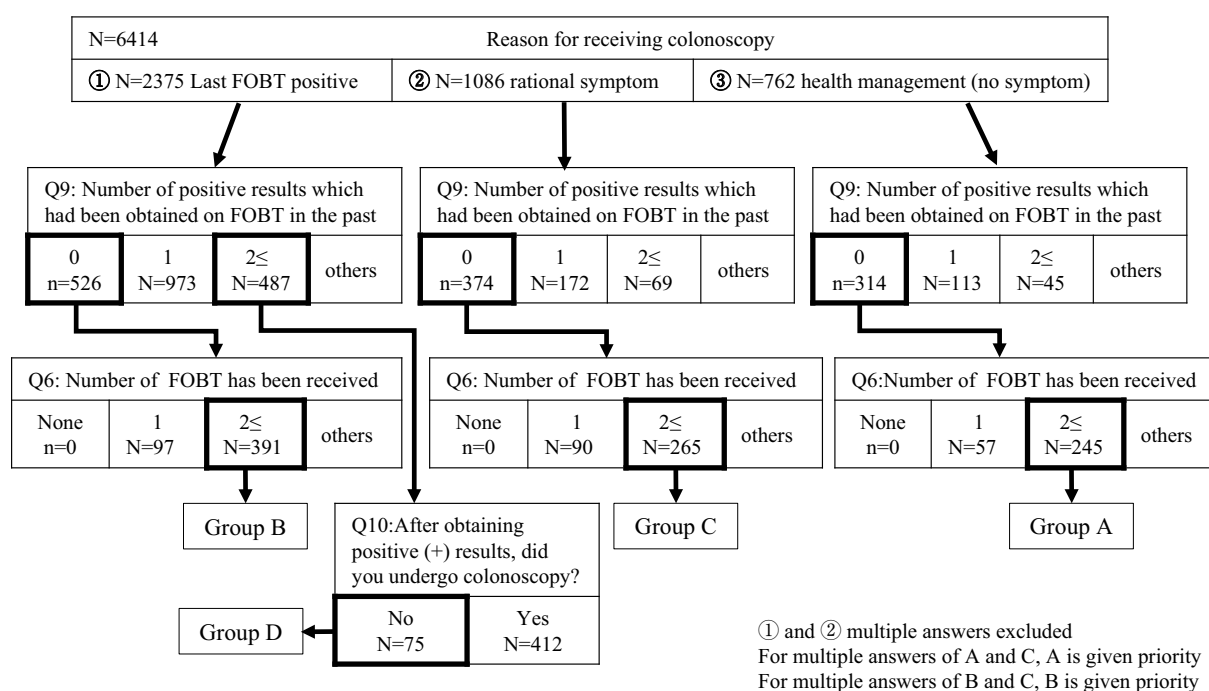 N=6414 Reason for receiving colonoscopy
① N=2375 Last FOBT positive
② N=1086 rational symptom
③ N=762 health management (no symptom)
Q9: Number of positive results which
had been obtained on FOBT in the past
0
n=526
1
N=973
2≤
N=487
others
Q9: Number of positive results which
had been obtained on FOBT in the past
0
n=374
1
N=172
2≤
N=69
others
Q9: Number of positive results which
had been obtained on FOBT in the past
0
n=314
1
N=113
2≤
N=45
others
Q6: Number of FOBT has been received
None
n=0
1
N=97
2≤
N=391
others
Q6: Number of FOBT has been received
None
n=0
1
N=90
2≤
N=265
others
Q6:Number of FOBT has been received
None
n=0
1
N=57
2≤
N=245
others
Group B
Group C
Group A
Q10:After obtaining
positive (+) results, did
you undergo colonoscopy?
No
N=75
Yes
N=412
Group D
① and ② multiple answers excluded
For multiple answers of A and C, A is given priority
For multiple answers of B and C, B is given priority